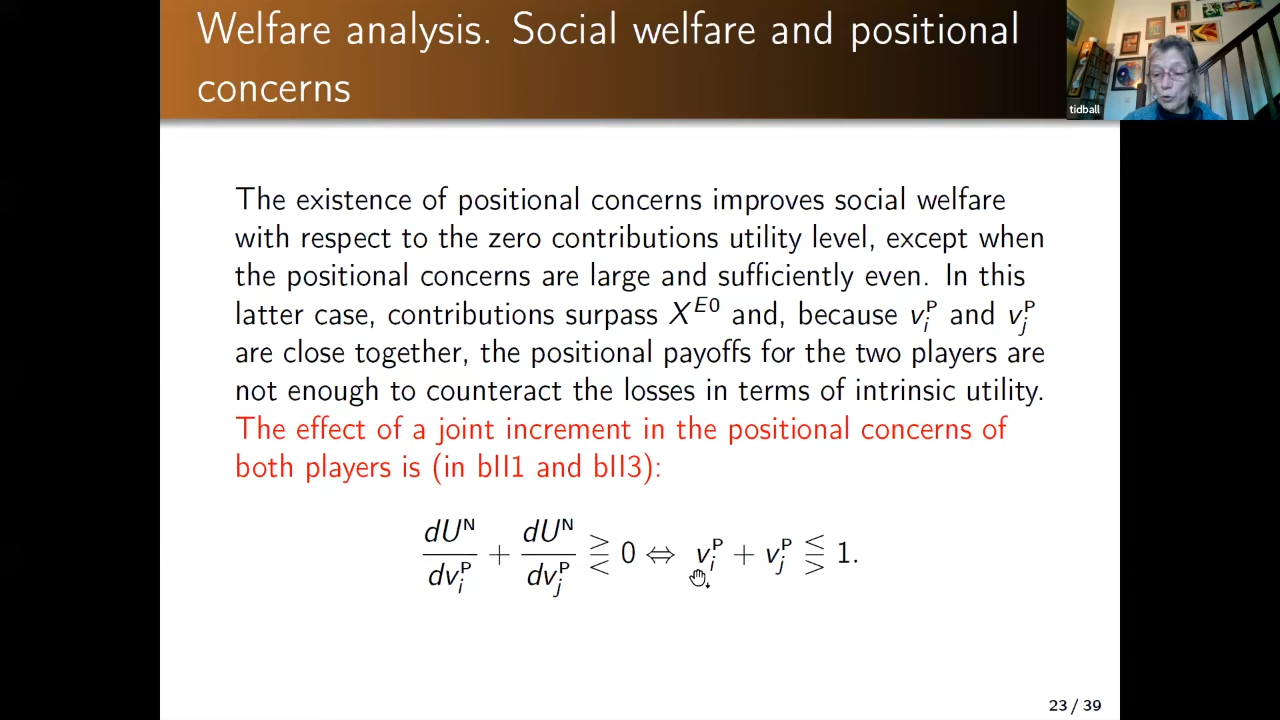 Welfare analysis. Social welfare and positional
concerns
tidball
The existence of positional concerns improves social welfare
with respect to the zero contributions utility level, except when
the positional concerns are large and sufficiently even. In this
latter case, contributions surpass X^{E0} and, because v_i^P and v_j^P
are close together, the positional payoffs for the two players are
not enough to counteract the losses in terms of intrinsic utility.
The effect of a joint increment in the positional concerns of
both players is (in bII1 and bII3):
dU^N/dv_i^P + dU^N/dv_j^P ⋛ 0 ⇔ v_i^P + v_j^P ⋚ 1.
23 / 39